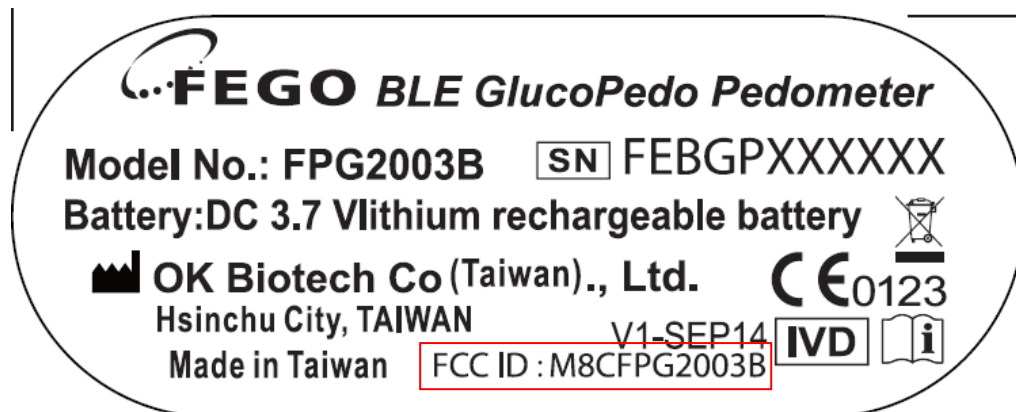 FEGO BLE GlucoPedo Pedometer
Model No.: FPG2003B SN FEBGPXXXXXX
Battery:DC 3.7 Vlithium rechargeable battery
OK Biotech Co (Taiwan)., Ltd. CE0123
Hsinchu City, TAIWAN
V1-SEP14 IVD i
Made in Taiwan FCC ID : M8CFPG2003B